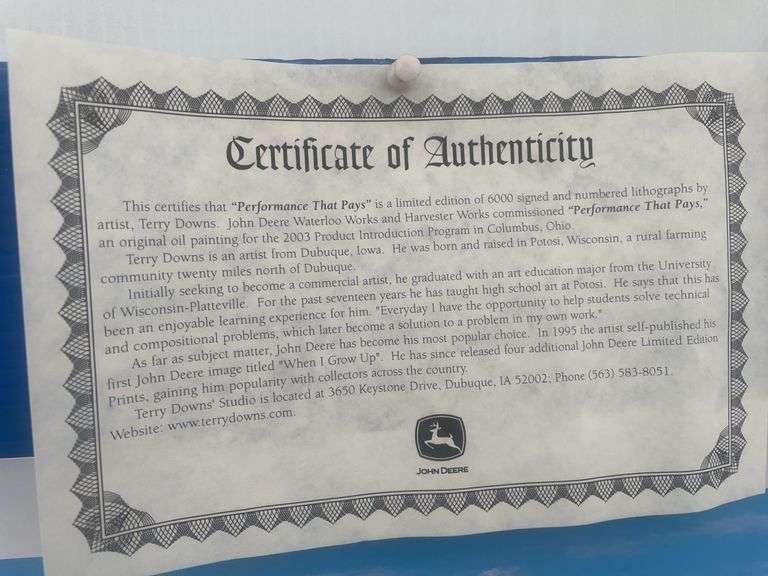 Certificate of Authenticity
This certifies that “Performance That Pays” is a limited edition of 6000 signed and numbered lithographs by
artist, Terry Downs. John Deere Waterloo Works and Harvester Works commissioned “Performance That Pays,”
an original oil painting for the 2003 Product Introduction Program in Columbus, Ohio.
Terry Downs is an artist from Dubuque, Iowa. He was born and raised in Potosi, Wisconsin, a rural farming
community twenty miles north of Dubuque.
Initially seeking to become a commercial artist, he graduated with an art education major from the University
of Wisconsin-Platteville. For the past seventeen years he has taught high school art at Potosi. He says that this has
been an enjoyable learning experience for him. "Everyday I have the opportunity to help students solve technical
and compositional problems, which later become a solution to a problem in my own work."
As far as subject matter, John Deere has become his most popular choice. In 1995 the artist self-published his
first John Deere image titled "When I Grow Up". He has since released four additional John Deere Limited Edition
Prints, gaining him popularity with collectors across the country.
Terry Downs' Studio is located at 3650 Keystone Drive, Dubuque, IA 52002, Phone (563) 583-8051.
Website: www.terrydowns.com.
JOHN DEERE